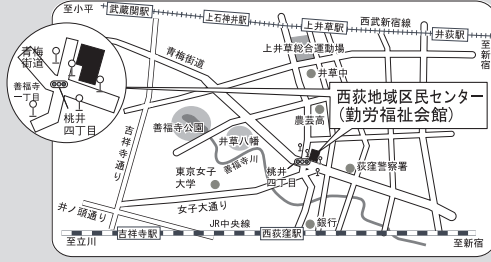 至小平
武蔵関駅
上石神井駅
上井草駅
西武新宿線
井荻駅
至新宿
青梅街道
善福寺一丁目
桃井四丁目
青梅街道
上井草総合運動場
井草中
農芸高
西荻地域区民センター
(勤労福祉会館)
善福寺公園
井草八幡
善福寺川
吉祥寺通り
東京女子大学
桃井四丁目
荻窪警察署
女子大通り
井ノ頭通り
JR中央線
銀行
至立川
吉祥寺駅
西荻窪駅
至新宿